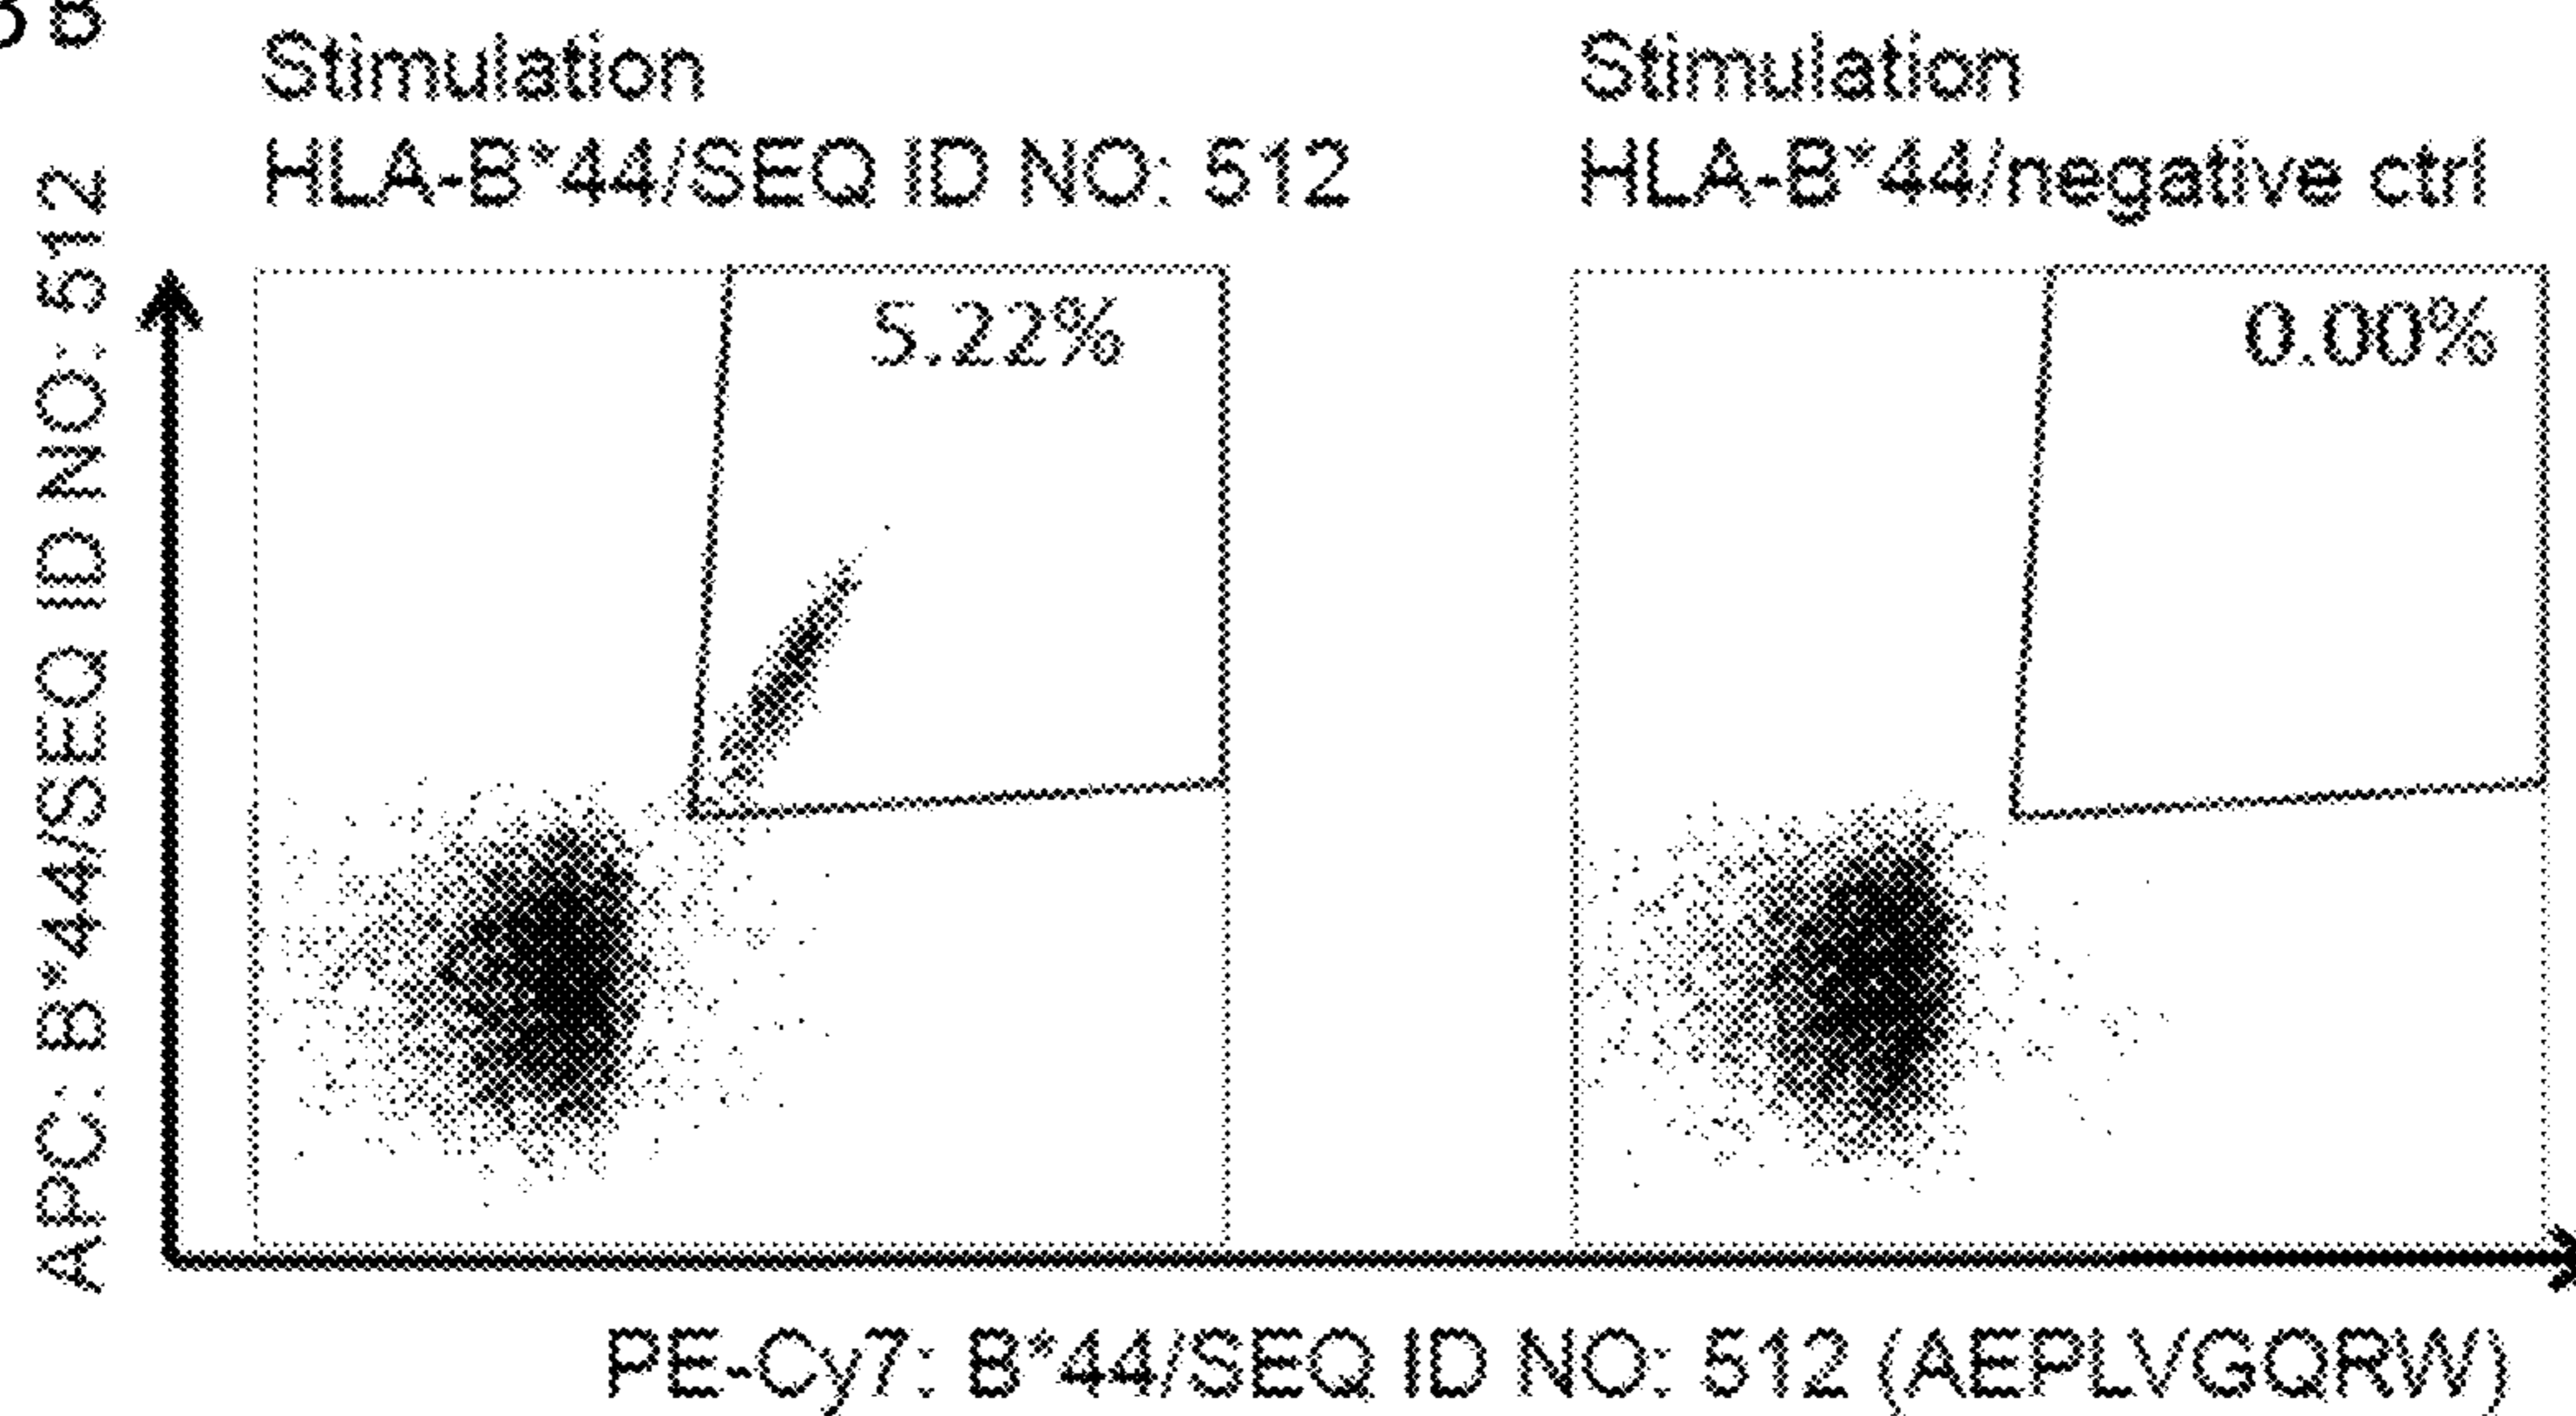 B
Stimulation
HLA-B*44/SEQ ID NO: 512
Stimulation
HLA-B*44/negative ctrl
5.22%
0.00%
APC: B*44/SEQ ID NO: 512
PE-Cy7: B*44/SEQ ID NO: 512 (AEPLVGQRW)